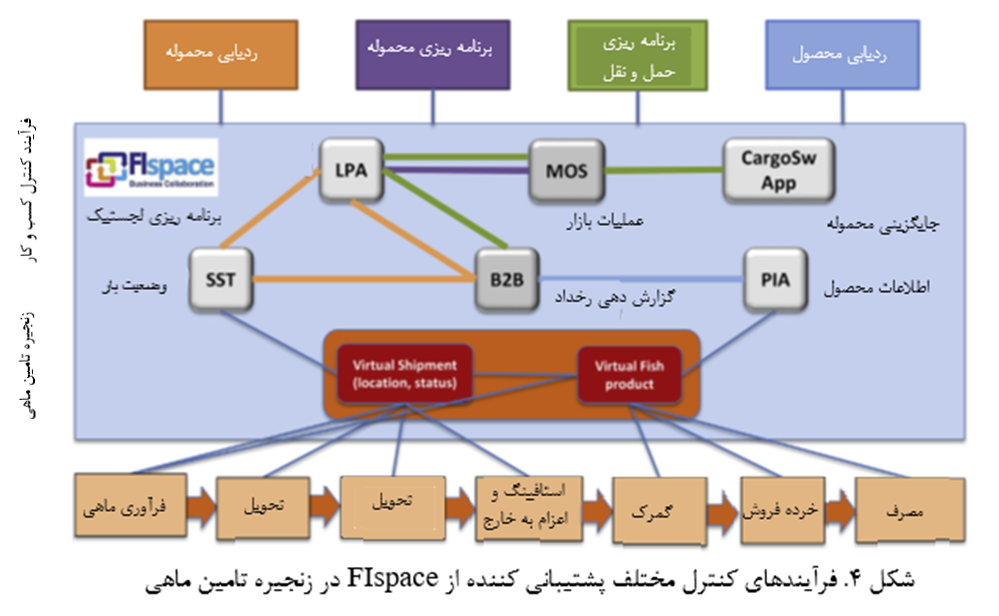 ردیابی محصول
برنامه ریزی
حمل و نقل
برنامه ریزی محموله
ردیابی محموله
فرآیند کنترل کسب و کار
FIspace
Business Collaboration
LPA
MOS
CargoSw
App
برنامه ریزی لجستیک
عملیات بازار
جایگزینی محموله
SST
B2B
PIA
وضعیت بار
گزارش دهی رخداد
اطلاعات محصول
زنجیره تامین ماهی
Virtual Shipment
(location, status)
Virtual Fish
product
فرآوری ماهی
تحویل
تحویل
استافینگ و
اعزام به خارج
گمرک
خرده فروش
مصرف
شکل ۴. فرآیندهای کنترل مختلف پشتیبانی کننده از FIspace در زنجیره تامین ماهی